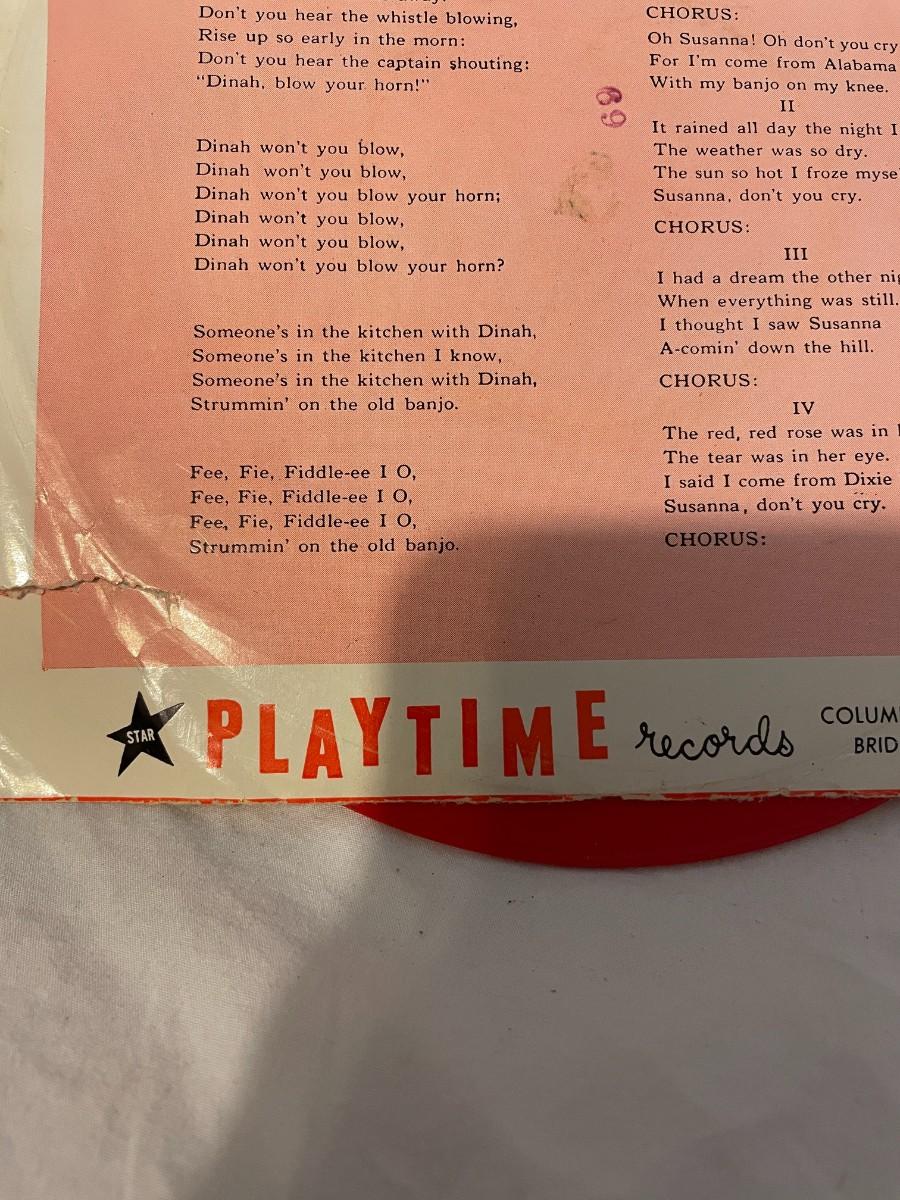 Don't you hear the whistle blowing,
Rise up so early in the morn:
Don't you hear the captain shouting:
"Dinah, blow your horn!"
Dinah won't you blow,
Dinah won't you blow,
Dinah won't you blow your horn;
Dinah won't you blow,
Dinah won't you blow,
Dinah won't you blow your horn?
Someone's in the kitchen with Dinah,
Someone's in the kitchen I know,
Someone's in the kitchen with Dinah,
Strummin' on the old banjo.
Fee, Fie, Fiddle-ee I O,
Fee, Fie, Fiddle-ee I O,
Fee, Fie, Fiddle-ee I O,
Strummin' on the old banjo.
69
CHORUS:
Oh Susanna! Oh don't you cry
For I'm come from Alabama
With my banjo on my knee.
II
It rained all day the night I
The weather was so dry.
The sun so hot I froze
Susanna, don't you cry.
CHORUS:
III
I had a dream the other
When everything was still.
I thought I saw Susanna
A-comin' down the hill.
CHORUS:
IV
The red, red rose was in
The tear was in her eye.
I said I come from Dixie
Susanna, don't you cry.
CHORUS:
STAR PLAYTIME records